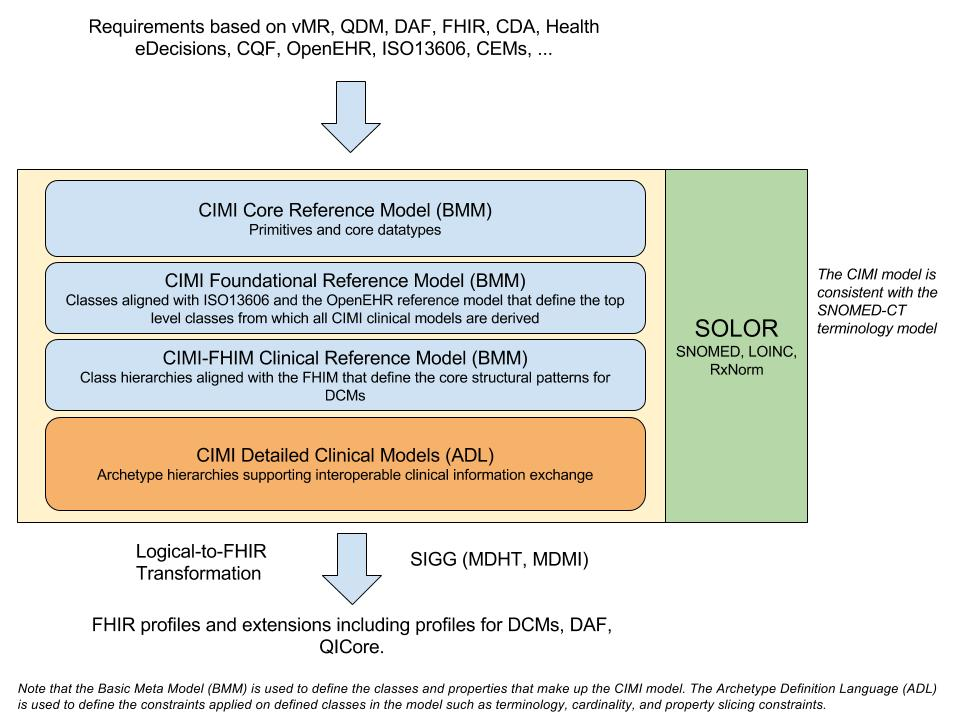 Requirements based on vMR, QDM, DAF, FHIR, CDA, Health
eDecisions, CQF, OpenEHR, ISO13606, CEMs, ...
CIMI Core Reference Model (BMM)
Primitives and core datatypes
CIMI Foundational Reference Model (BMM)
Classes aligned with ISO13606 and the OpenEHR reference model that define the top
level classes from which all CIMI clinical models are derived
CIMI-FHIM Clinical Reference Model (BMM)
Class hierarchies aligned with the FHIM that define the core structural patterns for
DCMs
CIMI Detailed Clinical Models (ADL)
Archetype hierarchies supporting interoperable clinical information exchange
SOLOR
SNOMED, LOINC,
RxNorm
The CIMI model is
consistent with the
SNOMED-CT
terminology model
Logical-to-FHIR
Transformation
SIGG (MDHT, MDMI)
FHIR profiles and extensions including profiles for DCMs, DAF,
QICore.
Note that the Basic Meta Model (BMM) is used to define the classes and properties that make up the CIMI model. The Archetype Definition Language (ADL)
is used to define the constraints applied on defined classes in the model such as terminology, cardinality, and property slicing constraints.